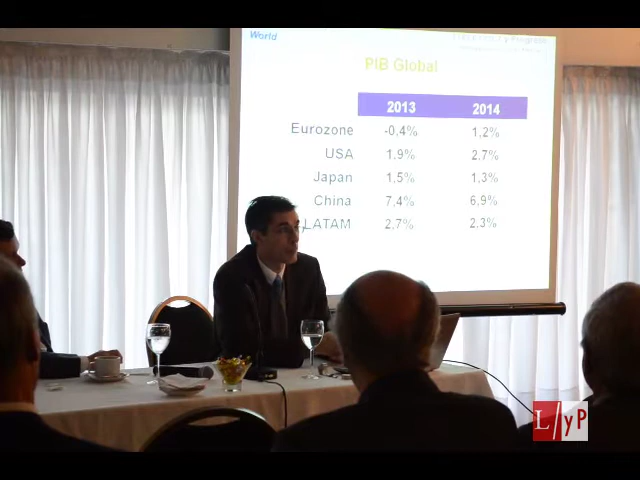 World
PIB Global
2013 2014
Eurozone -0,4% 1,2%
USA 1.9% 2.7%
Japan 1,5% 1,3%
China 7,4% 6,9%
LATAM 2,7% 2.3%
L/yP